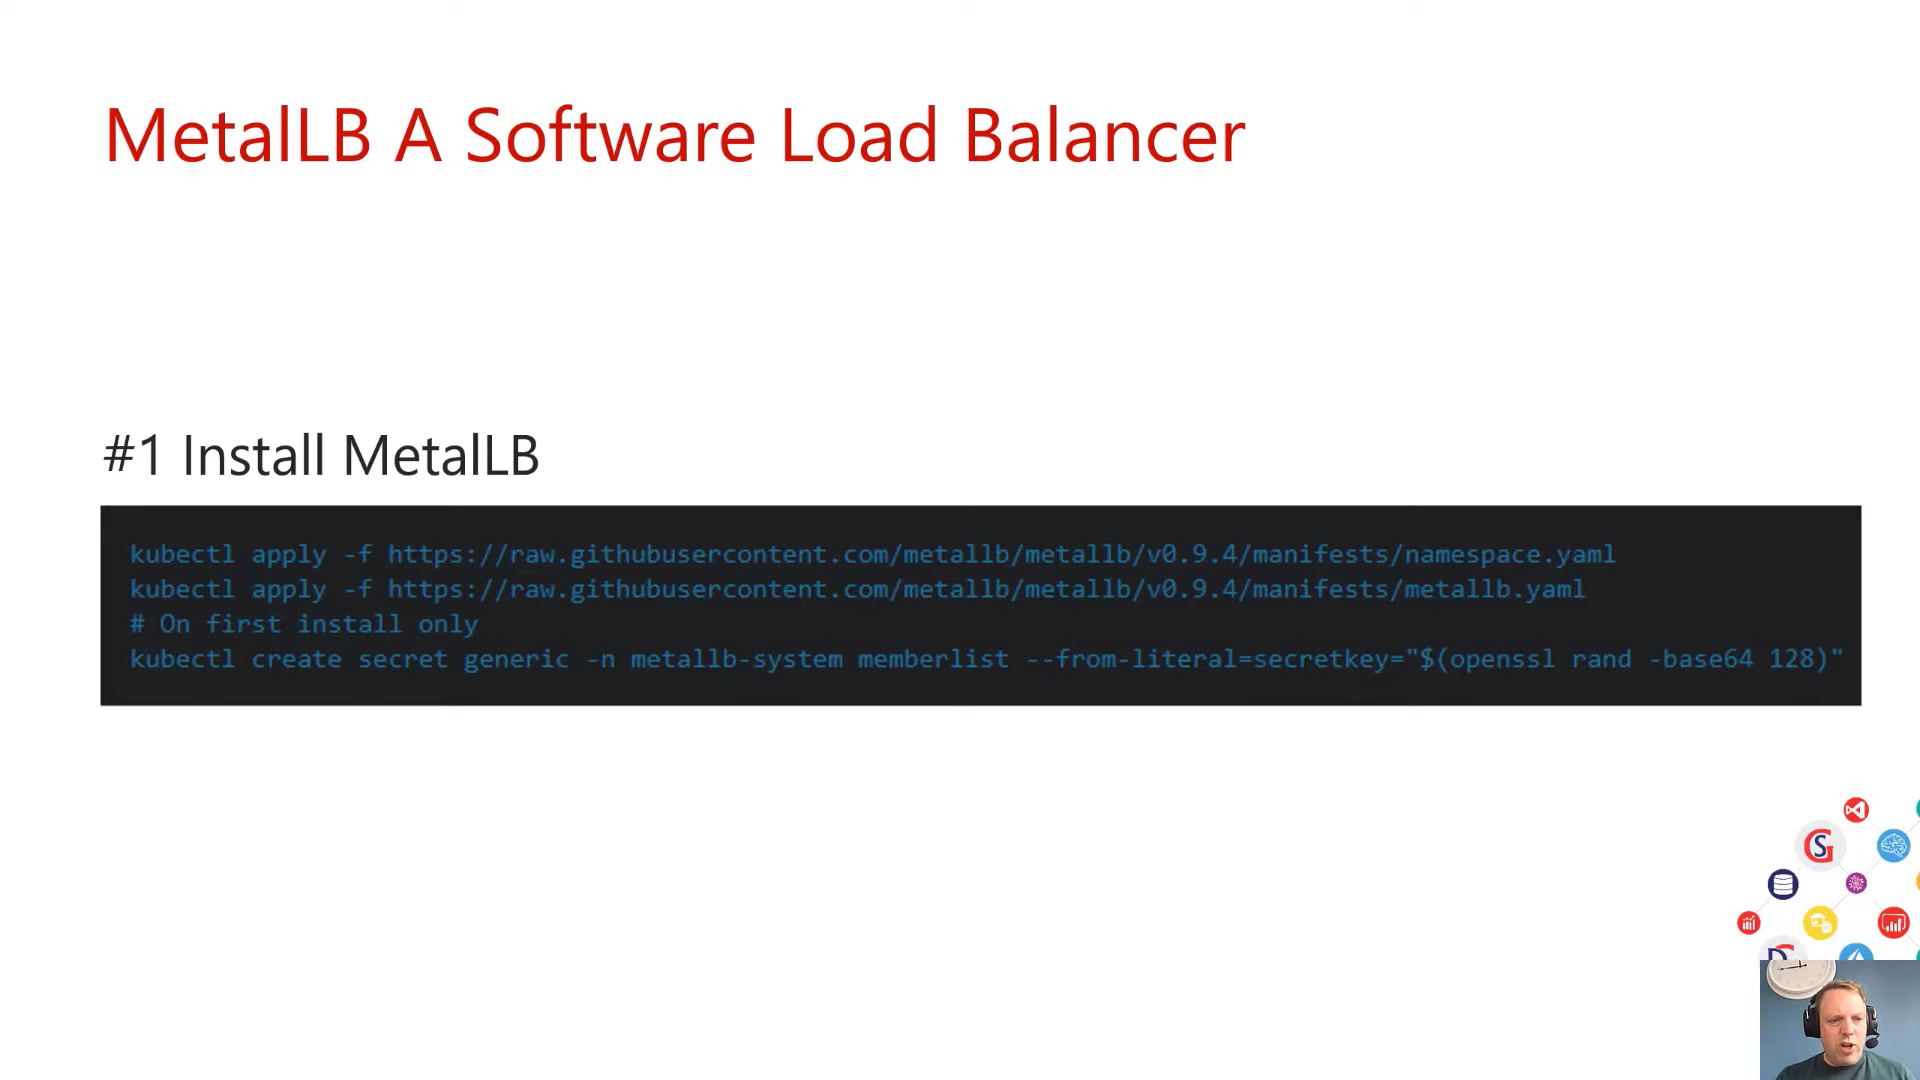 MetalLB A Software Load Balancer
#1 Install MetalLB
kubectl apply -f https://raw.githubusercontent.com/metallb/metallb/v0.9.4/manifests/namespace.yaml
kubectl apply -f https://raw.githubusercontent.com/metallb/metallb/v0.9.4/manifests/metallb.yaml
# On first install only
kubectl create secret generic -n metallb-system memberlist --from-literal=secretkey="$(openssl rand -base64 128)"